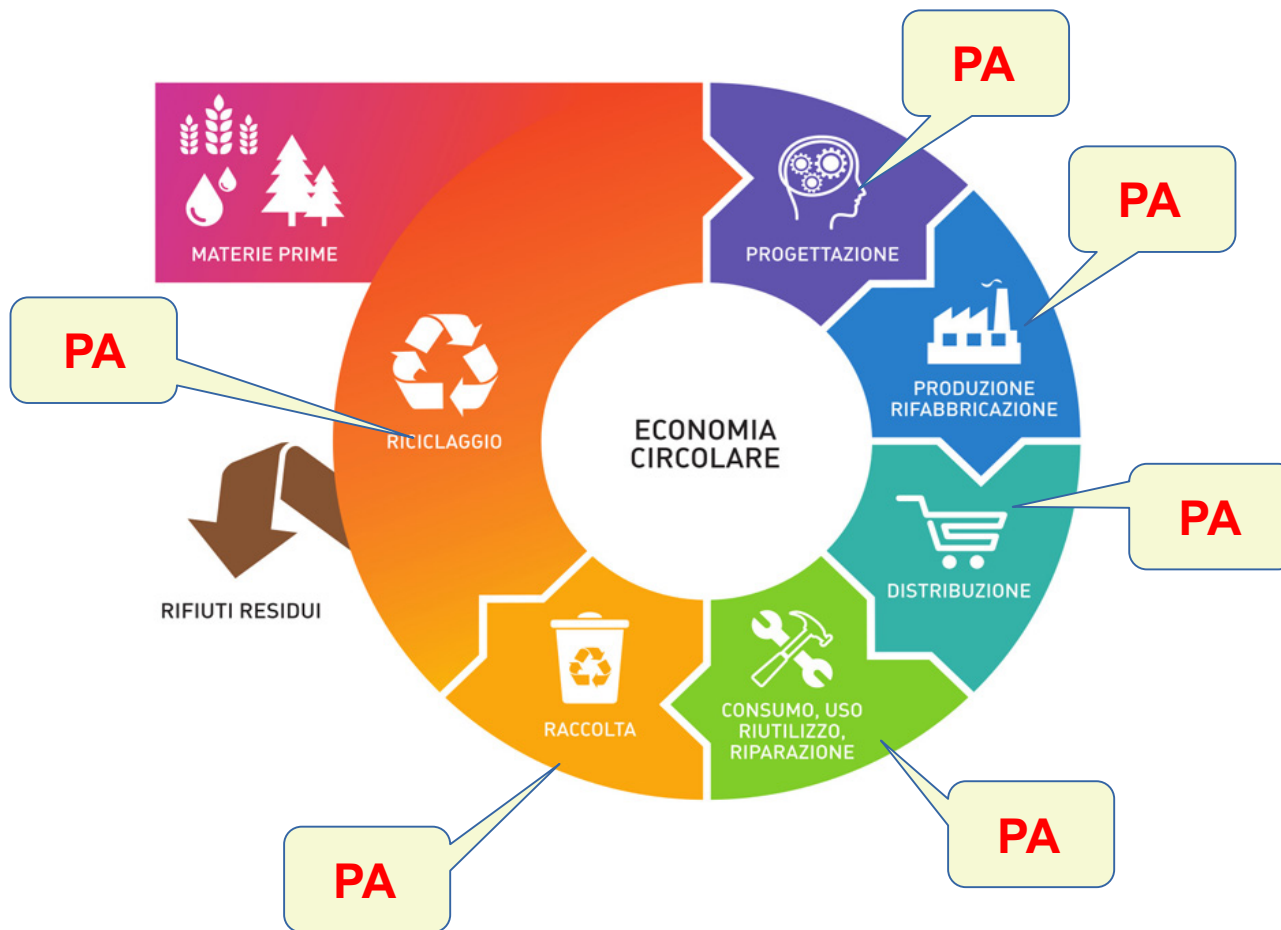 PA
MATERIE PRIME
PROGETTAZIONE
PA
PA
RICICLAGGIO
PRODUZIONE
RIFABBRICAZIONE
ECONOMIA
CIRCOLARE
PA
DISTRIBUZIONE
RIFIUTI RESIDUI
RACCOLTA
CONSUMO, USO
RIUTILIZZO,
RIPARAZIONE
PA
PA